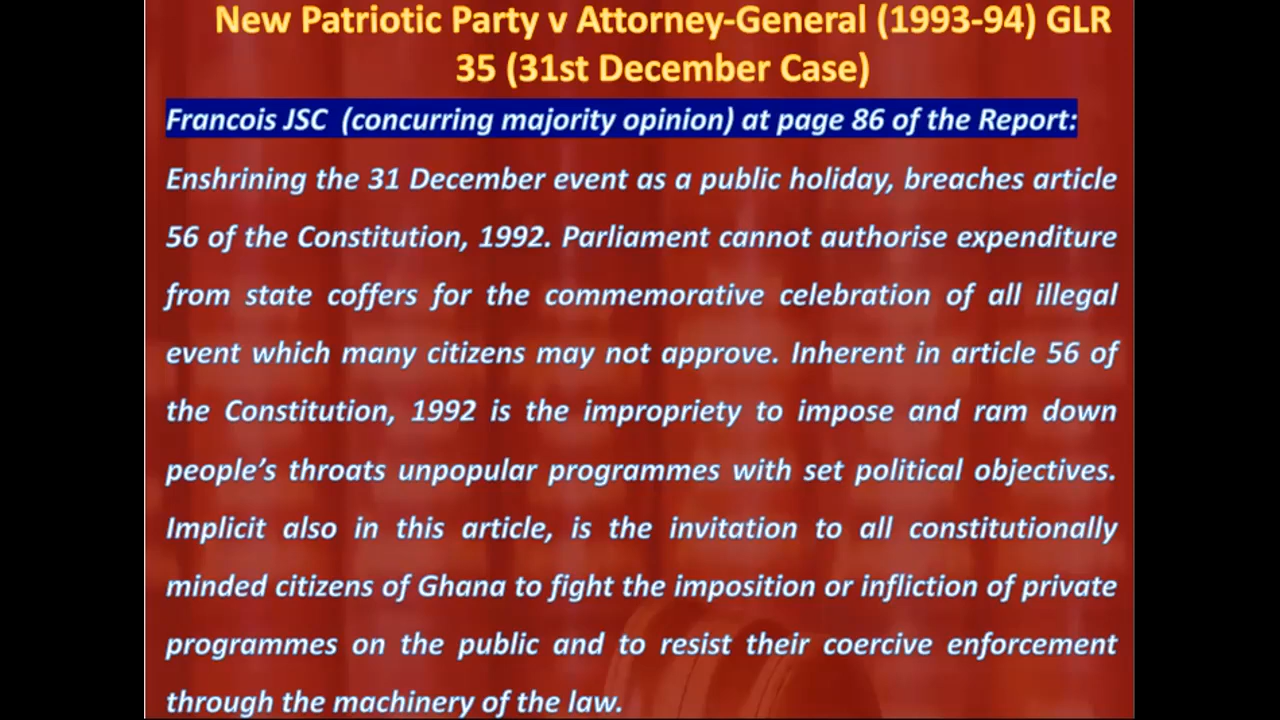 New Patriotic Party v Attorney-General (1993-94) GLR
35 (31st December Case)
Francois JSC (concurring majority opinion) at page 86 of the Report:
Enshrining the 31 December event as a public holiday, breaches article
56 of the Constitution, 1992. Parliament cannot authorise expenditure
from state coffers for the commemorative celebration of all illegal
event which many citizens may not approve. Inherent in article 56 of
the Constitution, 1992 is the impropriety to impose and ram down
people’s throats unpopular programmes with set political objectives.
Implicit also in this article, is the invitation to all constitutionally
minded citizens of Ghana to fight the imposition or infliction of private
programmes on the public and to resist their coercive enforcement
through the machinery of the law.